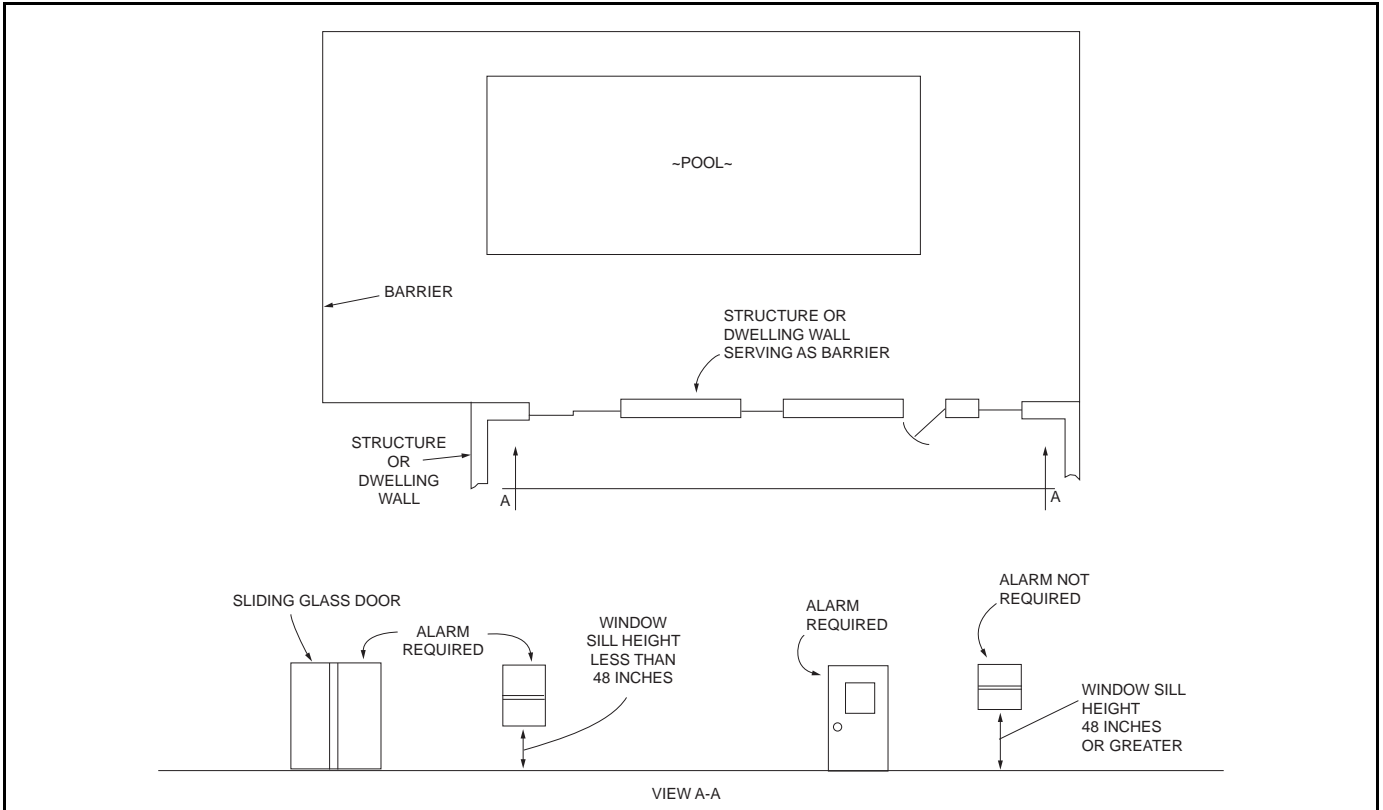 ~POOL~
BARRIER
STRUCTURE OR
DWELLING WALL
SERVING AS BARRIER
STRUCTURE
OR
DWELLING
WALL
A
A
SLIDING GLASS DOOR
ALARM
REQUIRED
WINDOW
SILL HEIGHT
LESS THAN
48 INCHES
ALARM
REQUIRED
ALARM NOT
REQUIRED
WINDOW SILL
HEIGHT
48 INCHES
OR GREATER
VIEW A-A